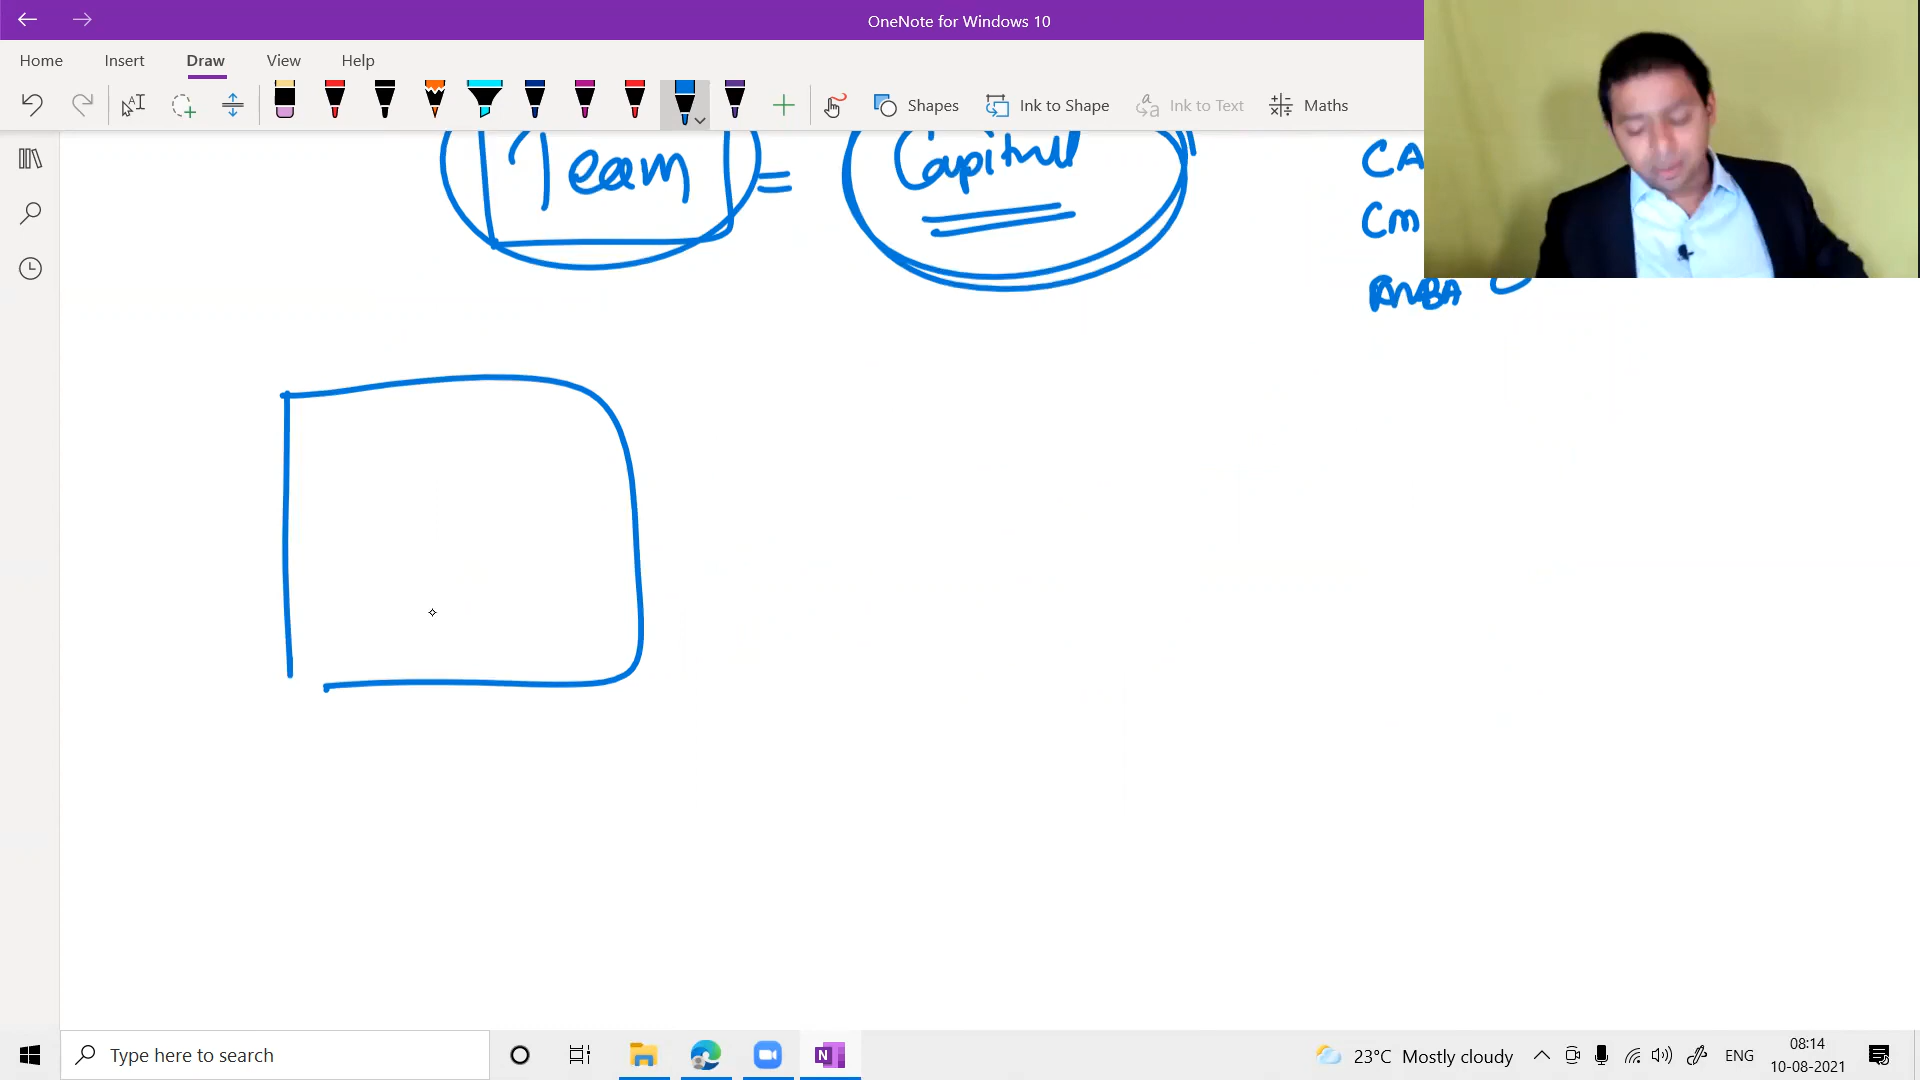 OneNote for Windows 10
Home Insert Draw View Help
Shapes Ink to Shape Ink to Text Maths
Team = Capital CA
CM
MBA
Type here to search
23°C Mostly cloudy ENG 08:14
10-08-2021